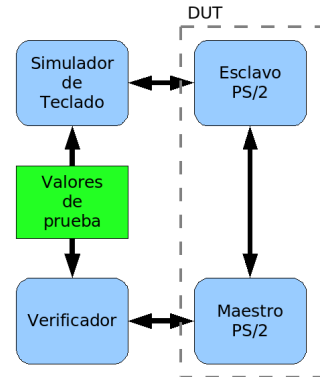 DUT
Simulador
de
Teclado
Esclavo
PS/2
Valores
de
prueba
Verificador
Maestro
PS/2